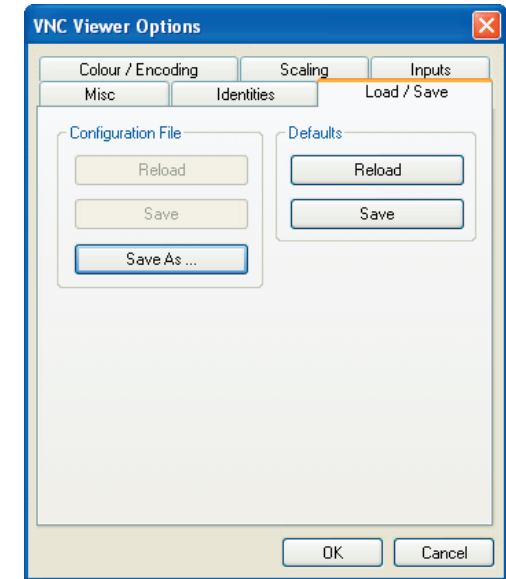 VNC Viewer Options
Colour / Encoding Scaling Inputs
Misc Identities Load / Save
Configuration File
Reload
Save
Save As ...
Defaults
Reload
Save
OK Cancel